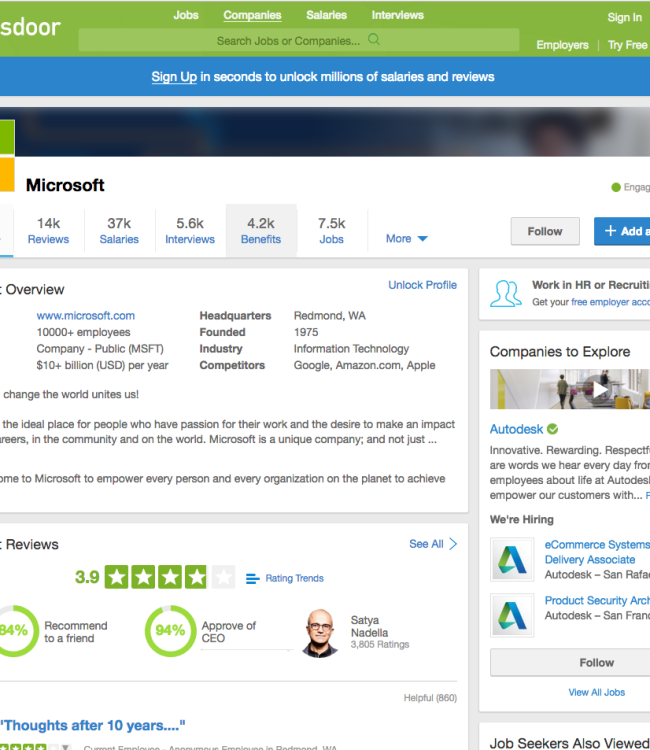 sdoor
Jobs Companies Salaries Interviews
Sign In
Search Jobs or Companies...
Employers | Try Free
Sign Up in seconds to unlock millions of salaries and reviews
Microsoft
Engag
14k 37k 5.6k 4.2k 7.5k
Reviews Salaries Interviews Benefits Jobs More
Follow
+ Add a
t Overview
Unlock Profile
www.microsoft.com Headquarters Redmond, WA
10000+ employees Founded 1975
Company - Public (MSFT) Industry Information Technology
$10+ billion (USD) per year Competitors Google, Amazon.com, Apple
change the world unites us!
the ideal place for people who have passion for their work and the desire to make an impact
areers, in the community and on the world. Microsoft is a unique company; and not just ...
ome to Microsoft to empower every person and every organization on the planet to achieve
t Reviews
See All
3.9
Rating Trends
84%
Recommend
to a friend
94%
Approve of
CEO
Satya
Nadella
3,805 Ratings
Helpful (860)
"Thoughts after 10 years...."
Current Employee - Anonymous Employee in Redmond, WA
Work in HR or Recruiti
Get your free employer acco
Companies to Explore
Autodesk
Innovative. Rewarding. Respectfu
are words we hear every day from
employees about life at Autodesk
empower our customers with...
We're Hiring
eCommerce Systems
Delivery Associate
Autodesk – San Rafae
Product Security Arch
Autodesk – San Franc
Follow
View All Jobs
Job Seekers Also Viewed